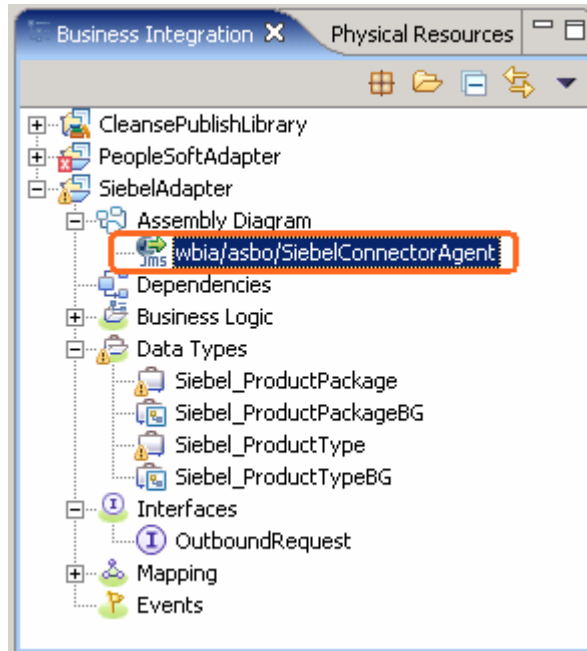 Business Integration Physical Resources
CleansePublishLibrary
PeopleSoftAdapter
SiebelAdapter
Assembly Diagram
Jms wbia/asbo/SiebelConnectorAgent
Dependencies
Business Logic
Data Types
Siebel_ProductPackage
Siebel_ProductPackageBG
Siebel_ProductType
Siebel_ProductTypeBG
Interfaces
I OutboundRequest
Mapping
Events